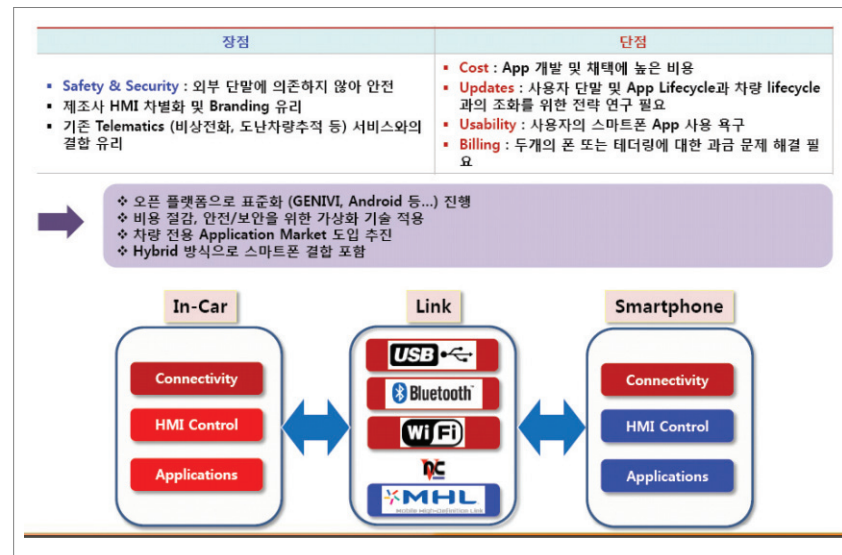 장점
단점
▪ Safety & Security : 외부 단말에 의존하지 않아 안전
▪ 제조사 HMI 차별화 및 Branding 유리
▪ 기존 Telematics (비상전화, 도난차량추적 등) 서비스와의
결합 유리
▪ Cost : App 개발 및 채택에 높은 비용
▪ Updates : 사용자 단말 및 App Lifecycle과 차량 lifecycle
과의 조화를 위한 전략 연구 필요
▪ Usability : 사용자의 스마트폰 App 사용 욕구
▪ Billing : 두개의 폰 또는 테더링에 대한 과금 문제 해결 필
요
❖ 오픈 플랫폼으로 표준화 (GENIVI, Android 등...) 진행
❖ 비용 절감, 안전/보안을 위한 가상화 기술 적용
❖ 차량 전용 Application Market 도입 추진
❖ Hybrid 방식으로 스마트폰 결합 포함
In-Car
Connectivity
HMI Control
Applications
Link
USB
Bluetooth™
WiFi
MHL
Mobile High-Definition Link
Smartphone
Connectivity
HMI Control
Applications